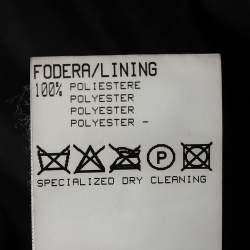 FODERA/LINING
100% POLIESTERE
POLYESTER
POLYESTER
POLYESTER -
P
SPECIALIZED DRY CLEANING